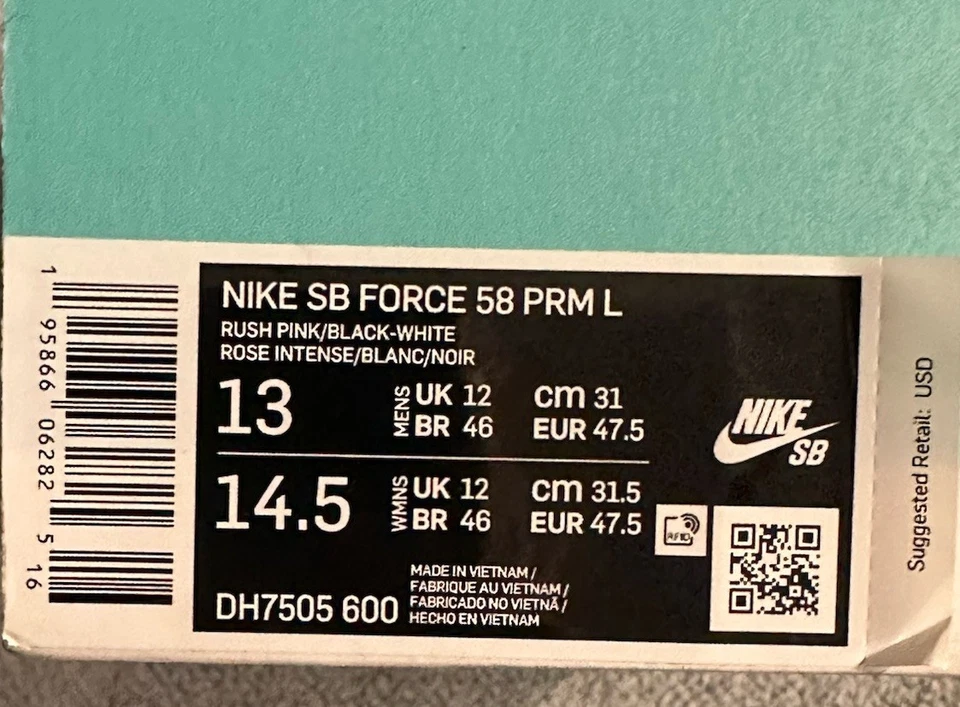 1 95866 06282 5 16
NIKE SB FORCE 58 PRM L
RUSH PINK/BLACK-WHITE
ROSE INTENSE/BLANC/NOIR
13 MENS UK 12 cm 31
BR 46 EUR 47.5
14.5 WMNS UK 12 cm 31.5
BR 46 EUR 47.5
DH7505 600
MADE IN VIETNAM /
FABRIQUE AU VIETNAM /
FABRICADO NO VIETNÃ /
HECHO EN VIETNAM
NIKE
SB
RFID
Suggested Retail: USD